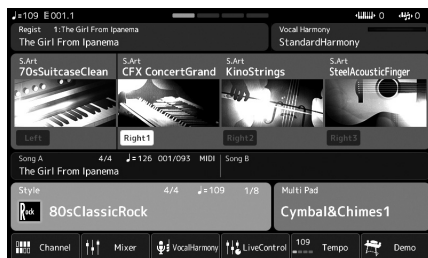 ♩=109 E001.1 0 0
Regist 1:The Girl From Ipanema
The Girl From Ipanema
Vocal Harmony
StandardHarmony
S.Art S.Art S.Art S.Art
70sSuitcaseClean CFX ConcertGrand KinoStrings SteelAcousticFinger
Left Right1 Right2 Right3
Song A 4/4 ♩=126 001/093 MIDI Song B
The Girl From Ipanema
Style 4/4 ♩=109 1/8 Multi Pad
Rock 80sClassicRock Cymbal&Chimes1
Channel Mixer VocalHarmony LiveControl 109 Tempo Demo